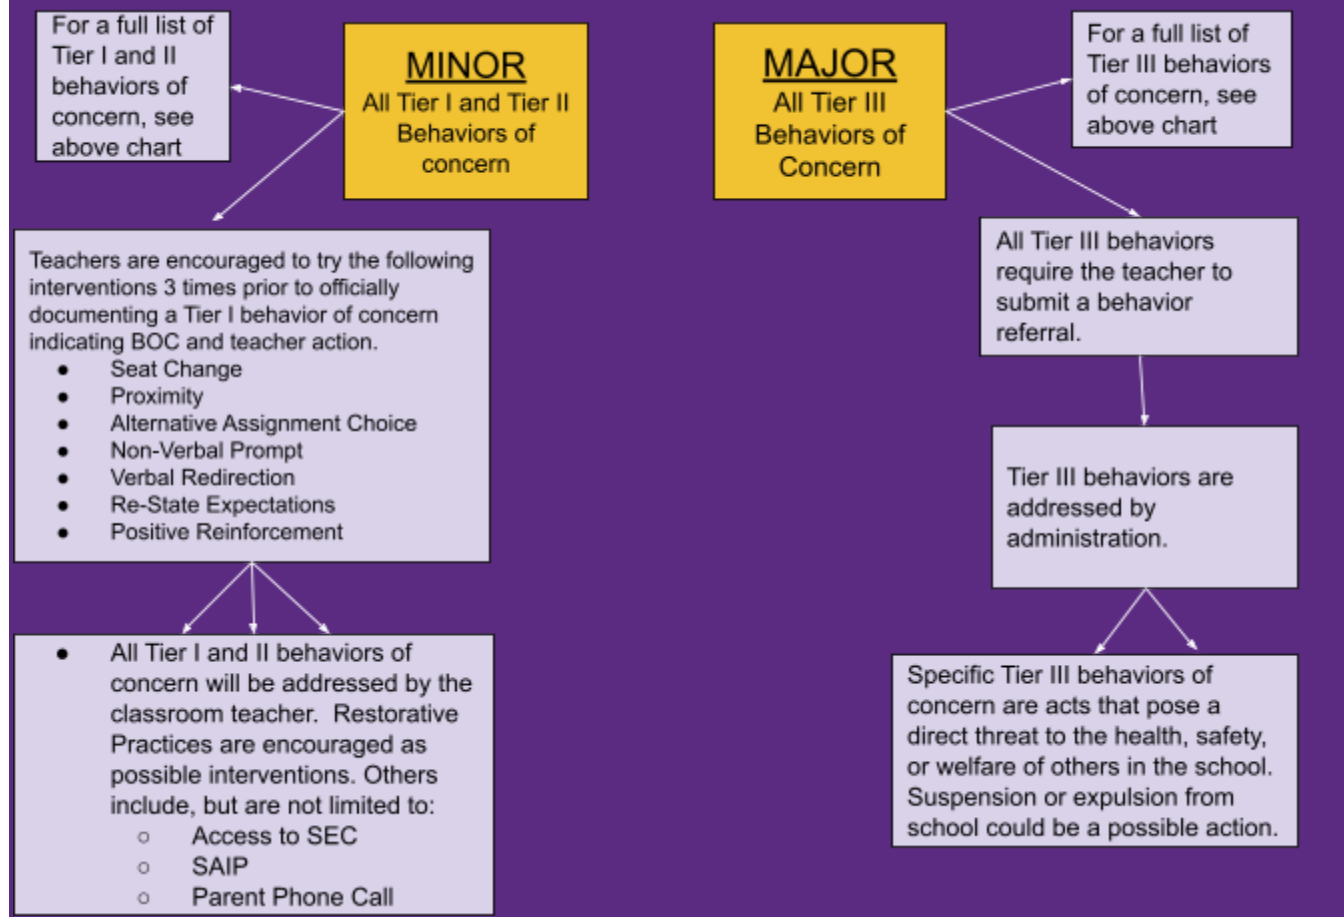 For a full list of
Tier I and II
behaviors of
concern, see
above chart
MINOR
All Tier I and Tier II
Behaviors of
concern
MAJOR
All Tier III
Behaviors of
Concern
For a full list of
Tier III behaviors
of concern, see
above chart
Teachers are encouraged to try the following
interventions 3 times prior to officially
documenting a Tier I behavior of concern
indicating BOC and teacher action.
● Seat Change
● Proximity
● Alternative Assignment Choice
● Non-Verbal Prompt
● Verbal Redirection
● Re-State Expectations
● Positive Reinforcement
● All Tier I and II behaviors of
concern will be addressed by the
classroom teacher. Restorative
Practices are encouraged as
possible interventions. Others
include, but are not limited to:
○ Access to SEC
○ SAIP
○ Parent Phone Call
All Tier III behaviors
require the teacher to
submit a behavior
referral.
Tier III behaviors are
addressed by
administration.
Specific Tier III behaviors of
concern are acts that pose a
direct threat to the health, safety,
or welfare of others in the school.
Suspension or expulsion from
school could be a possible action.